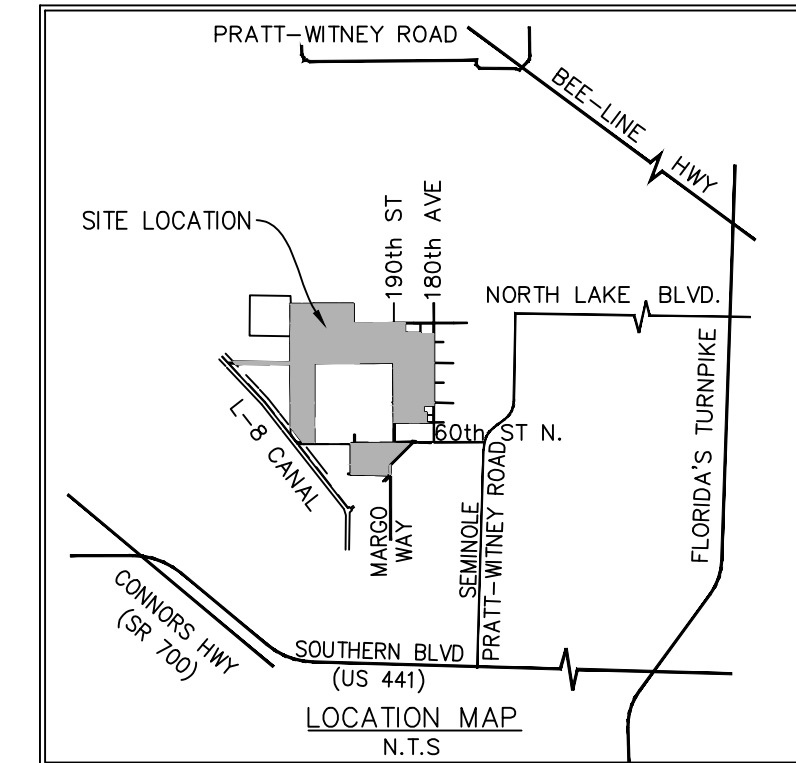 PRATT-WITNEY ROAD
BEE-LINE
HWY
SITE LOCATION
190th ST
180th AVE
NORTH LAKE BLVD.
L-8 CANAL
60th ST N.
FLORIDA'S TURNPIKE
MARGO
WAY
SEMINOLE
PRATT-WITNEY ROAD
CONNORS HWY
(SR 700)
SOUTHERN BLVD
(US 441)
LOCATION MAP
N.T.S